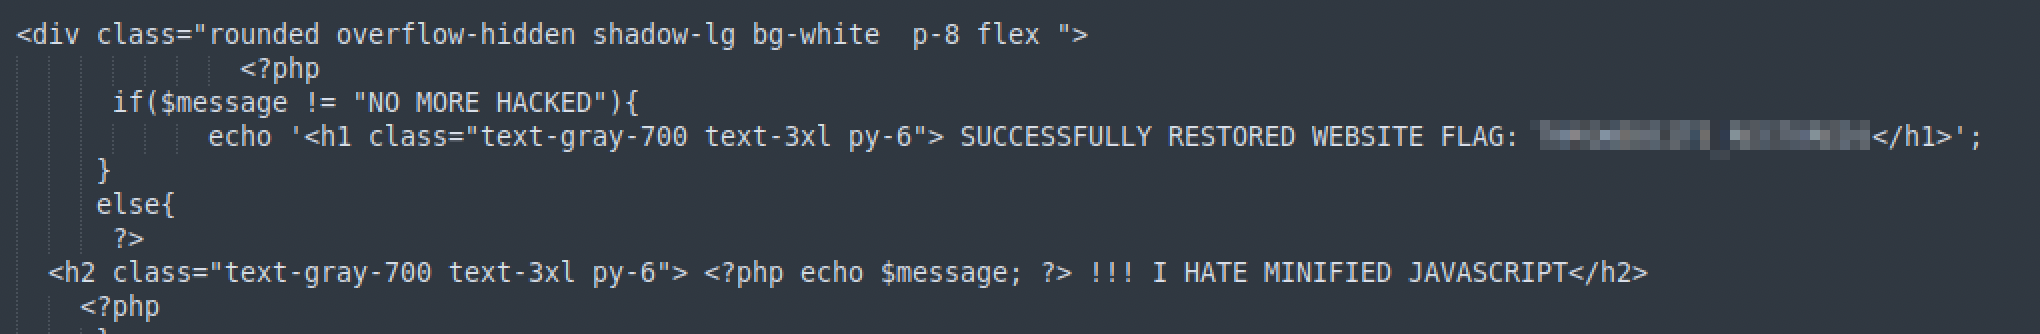 <div class="rounded overflow-hidden shadow-lg bg-white  p-8 flex ">
<?php
if($message != "NO MORE HACKED"){
echo '<h1 class="text-gray-700 text-3xl py-6"> SUCCESSFULLY RESTORED WEBSITE FLAG: </h1>';
}
else{
?>
<h2 class="text-gray-700 text-3xl py-6"> <?php echo $message; ?> !!! I HATE MINIFIED JAVASCRIPT</h2>
<?php
}